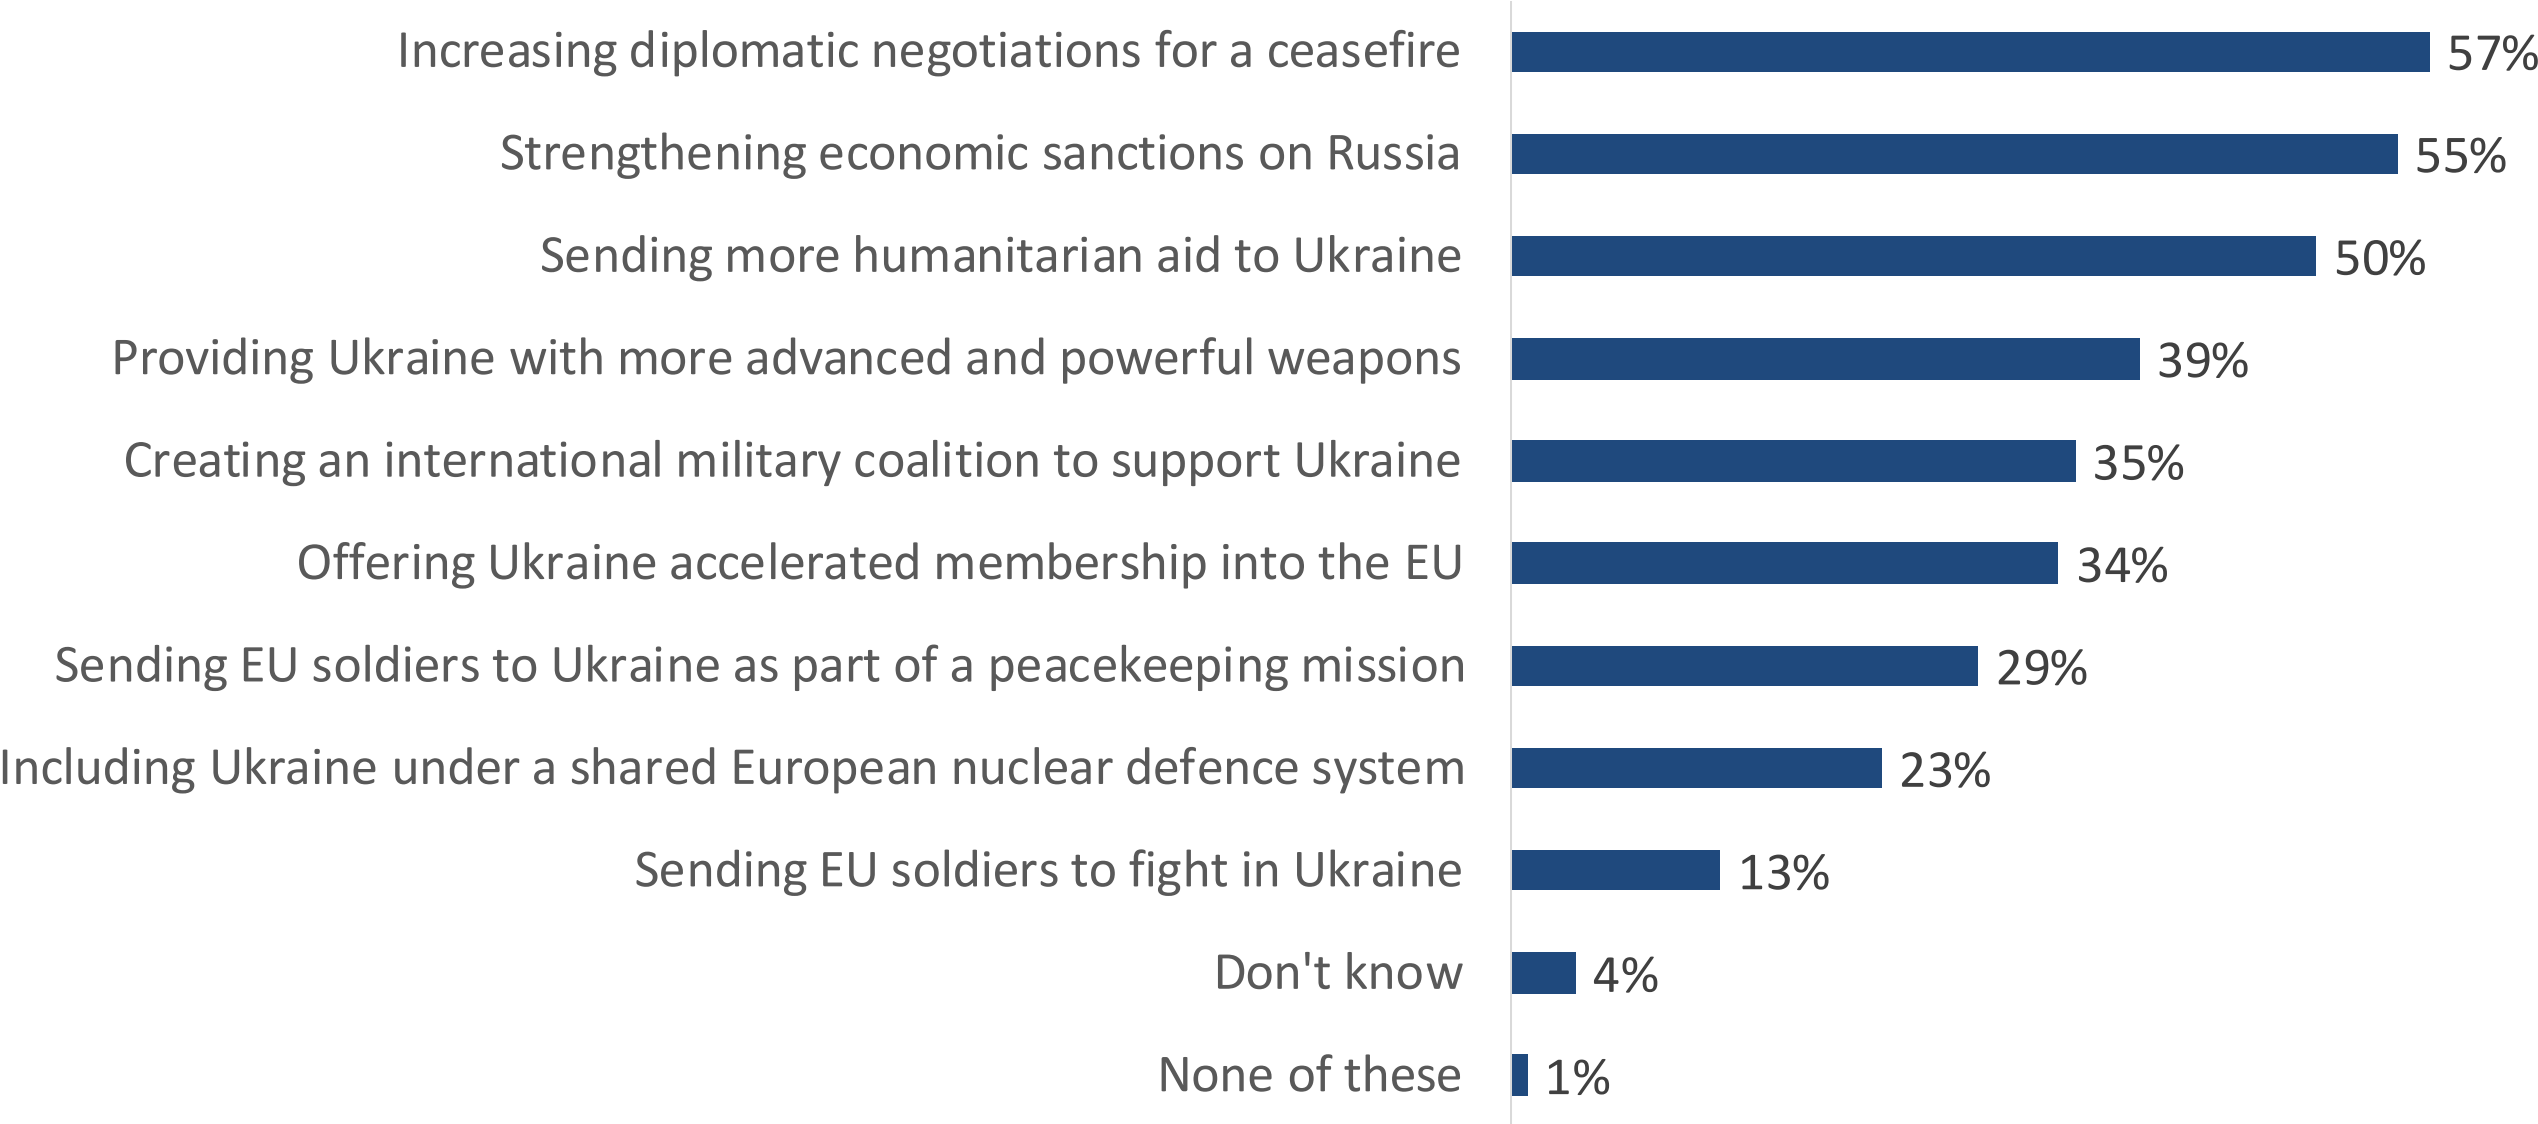 Increasing diplomatic negotiations for a ceasefire 57%
Strengthening economic sanctions on Russia 55%
Sending more humanitarian aid to Ukraine 50%
Providing Ukraine with more advanced and powerful weapons 39%
Creating an international military coalition to support Ukraine 35%
Offering Ukraine accelerated membership into the EU 34%
Sending EU soldiers to Ukraine as part of a peacekeeping mission 29%
Including Ukraine under a shared European nuclear defence system 23%
Sending EU soldiers to fight in Ukraine 13%
Don't know 4%
None of these 1%